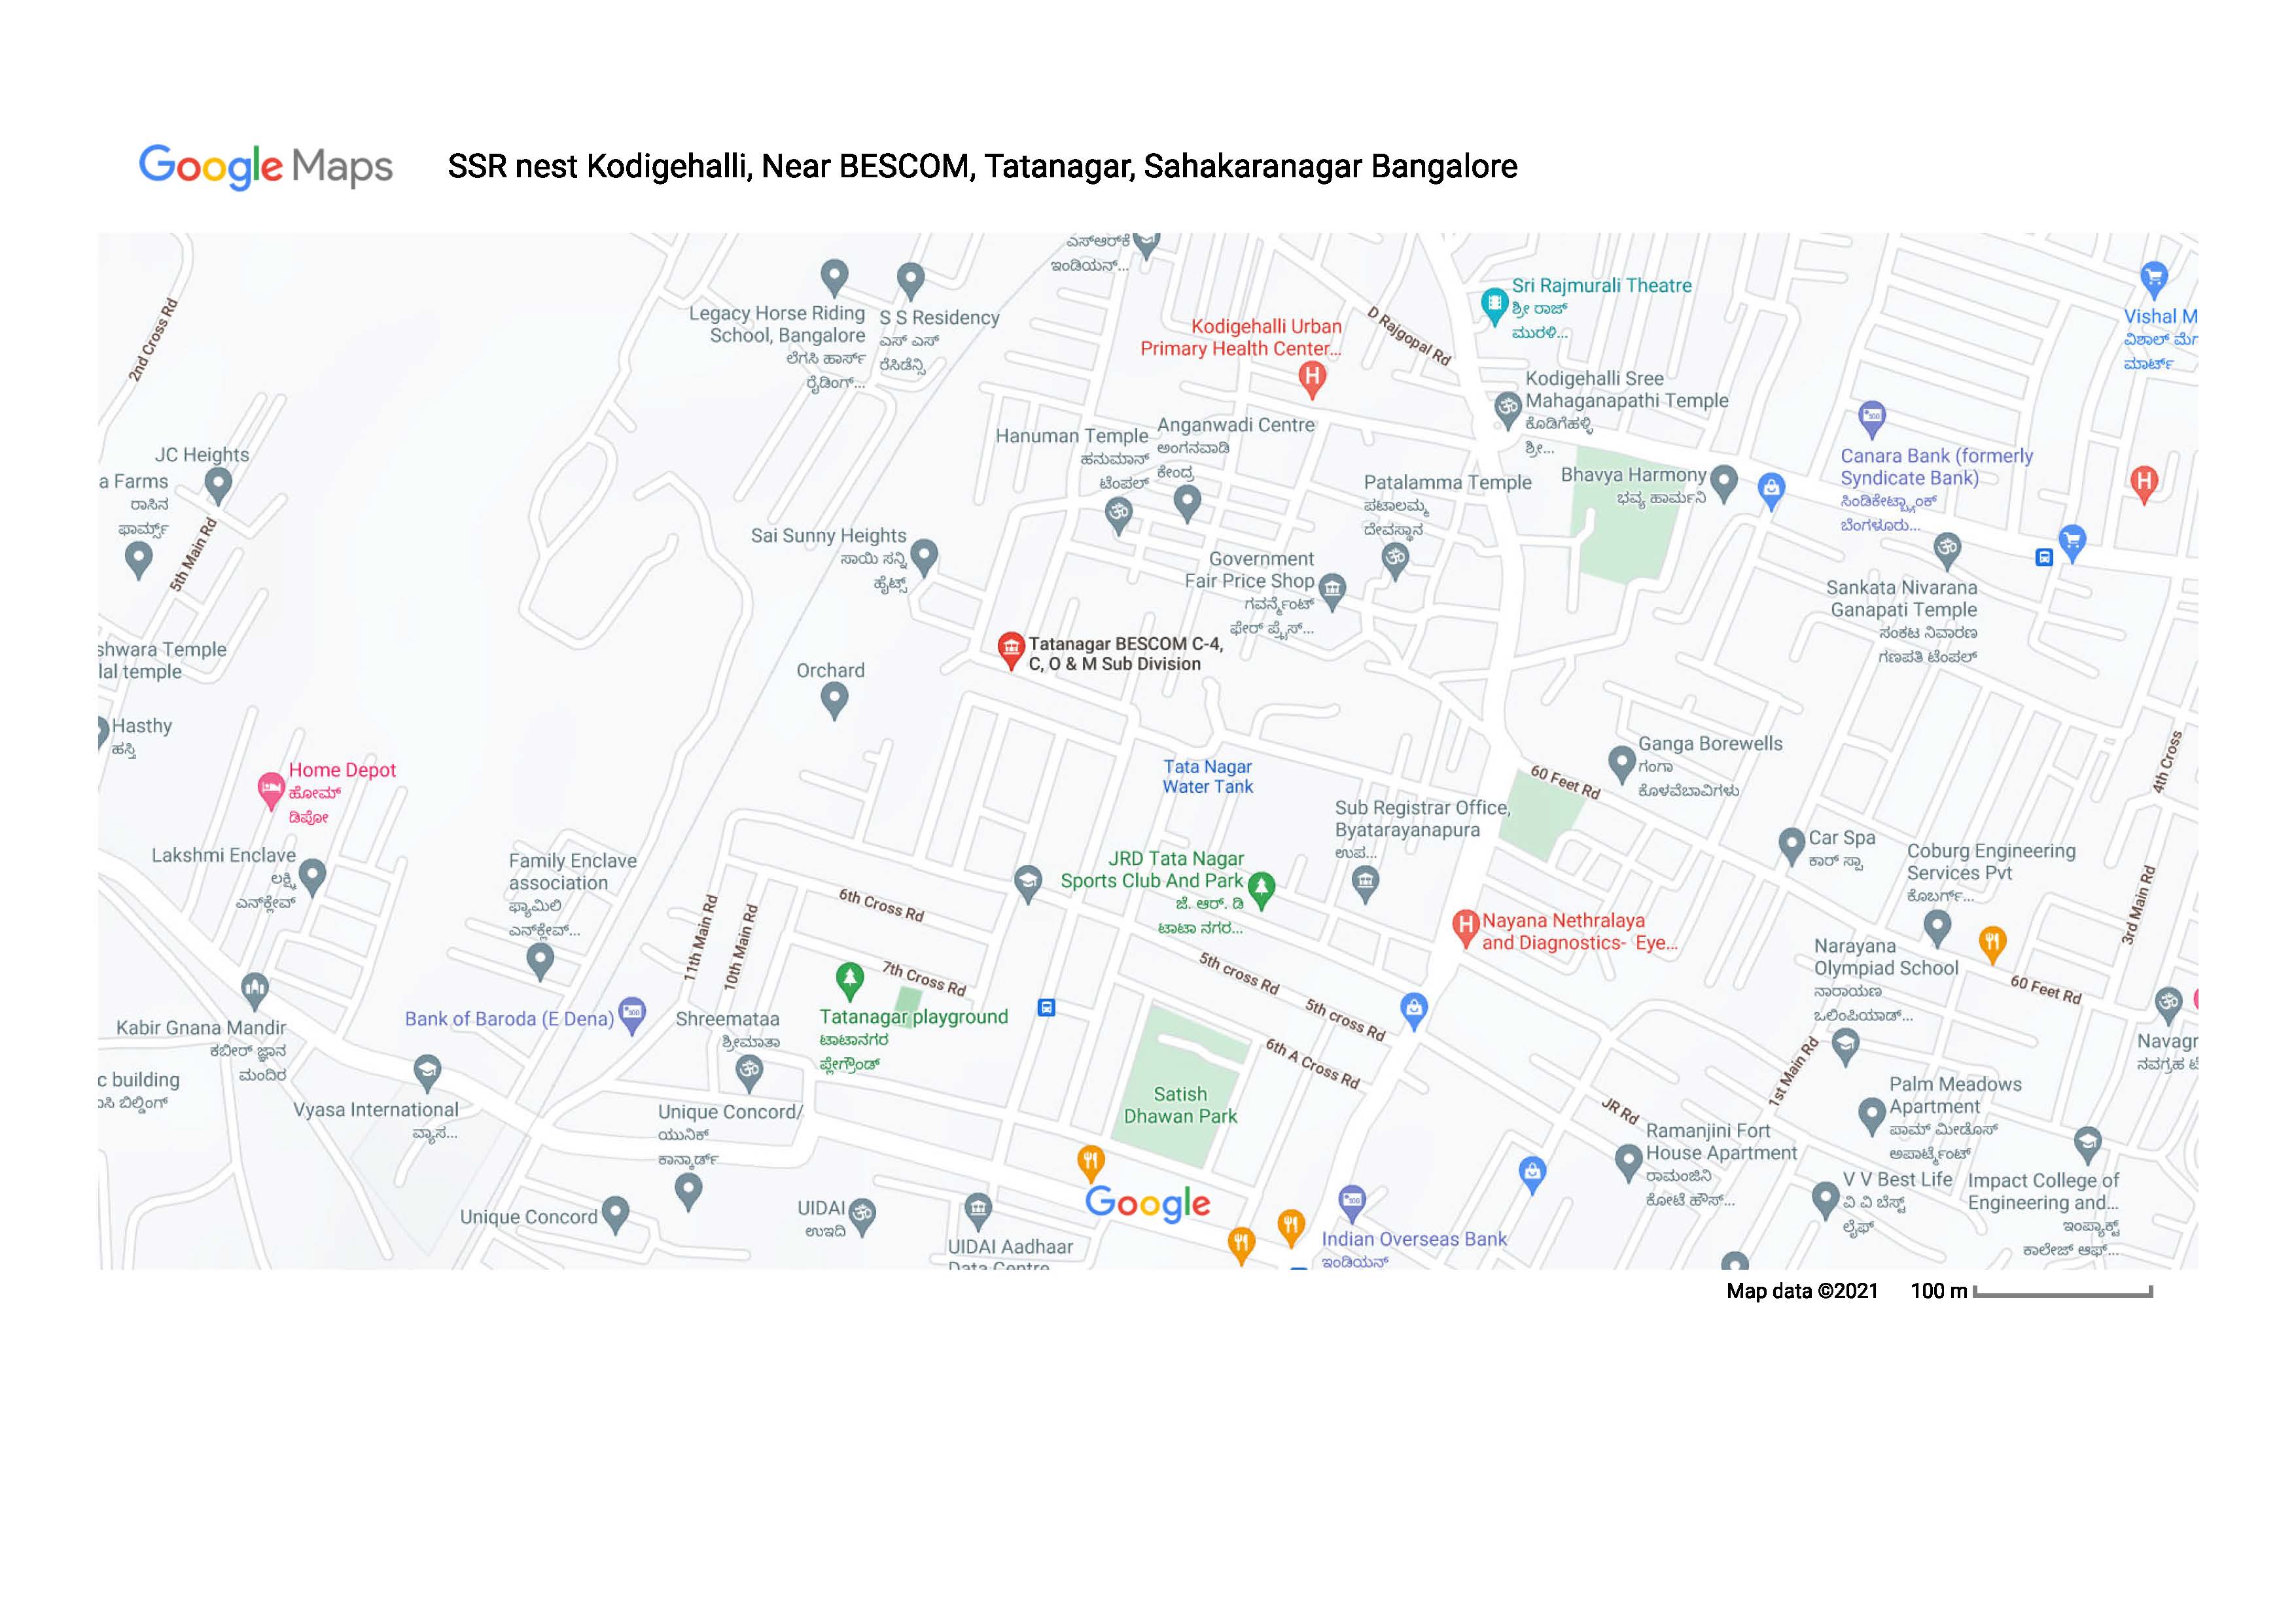 Google Maps
SSR nest Kodigehalli, Near BESCOM, Tatanagar, Sahakaranagar Bangalore
ಎಸ್ಆರ್ಕೆ
ಇಂಡಿಯನ್...
2nd Cross Rd
Legacy Horse Riding
School, Bangalore
ಲೆಗಸಿ ಹಾರ್ಸ್
ರೈಡಿಂಗ್...
S S Residency
ಎಸ್ ಎಸ್
ರೆಸಿಡೆನ್ಸಿ
Kodigehalli Urban
Primary Health Center...
D Rajgopal Rd
Sri Rajmurali Theatre
ಶ್ರೀ ರಾಜ್
ಮುರಳಿ...
Vishal M
ವಿಶಾಲ್ ಮೆಗ
ಮಾರ್ಟ್
Kodigehalli Sree
Mahaganapathi Temple
ಕೊಡಿಗೆಹಳ್ಳಿ
ಶ್ರೀ...
JC Heights
a Farms
ರಾಸಿನ
ಫಾರ್ಮ್ಸ್
5th Main Rd
Hanuman Temple
ಹನುಮಾನ್
ಟೆಂಪಲ್
Anganwadi Centre
ಅಂಗನವಾಡಿ
ಕೇಂದ್ರ
Patalamma Temple
ಪಟಾಲಮ್ಮ
ದೇವಸ್ಥಾನ
Bhavya Harmony
ಭವ್ಯ ಹಾರ್ಮನಿ
Canara Bank (formerly
Syndicate Bank)
ಸಿಂಡಿಕೇಟ್ಬ್ಯಾಂಕ್
ಬೆಂಗಳೂರು...
Sai Sunny Heights
ಸಾಯಿ ಸನ್ನಿ
ಹೈಟ್ಸ್
Government
Fair Price Shop
ಗವರ್ನ್ಮೆಂಟ್
ಫೇರ್ ಪ್ರೈಸ್...
Sankata Nivarana
Ganapati Temple
ಸಂಕಟ ನಿವಾರಣ
ಗಣಪತಿ ಟೆಂಪಲ್
shwara Temple
lal temple
Tatanagar BESCOM C-4,
C, O & M Sub Division
Orchard
Hasthy
ಹಸ್ತಿ
Home Depot
ಹೋಮ್
ಡಿಪೋ
Tata Nagar
Water Tank
60 Feet Rd
Ganga Borewells
ಗಂಗಾ
ಕೊಳವೆಬಾವಿಗಳು
4th Cross
Sub Registrar Office,
Byatarayanapura
ಉಪ...
Car Spa
ಕಾರ್ ಸ್ಪಾ
Coburg Engineering
Services Pvt
ಕೊಬರ್ಗ್...
Lakshmi Enclave
ಲಕ್ಷ್ಮಿ
ಎನ್ಕ್ಲೇವ್
Family Enclave
association
ಫ್ಯಾಮಿಲಿ
ಎನ್ಕ್ಲೇವ್...
JRD Tata Nagar
Sports Club And Park
ಜೆ. ಆರ್. ಡಿ
ಟಾಟಾ ನಗರ...
6th Cross Rd
11th Main Rd
10th Main Rd
Nayana Nethralaya
and Diagnostics- Eye...
3rd Main Rd
Narayana
Olympiad School
ನಾರಾಯಣ
ಒಲಿಂಪಿಯಾಡ್...
60 Feet Rd
7th Cross Rd
5th cross Rd
5th cross Rd
Kabir Gnana Mandir
ಕಬೀರ್ ಜ್ಞಾನ
ಮಂದಿರ
Bank of Baroda (E Dena)
Shreemataa
ಶ್ರೀಮಾತಾ
Tatanagar playground
ಟಾಟಾನಗರ
ಪ್ಲೇಗ್ರೌಂಡ್
6th A Cross Rd
1st Main Rd
Navagr
ನವಗ್ರಹ ಟೆ
c building
ಐಸಿ ಬಿಲ್ಡಿಂಗ್
Vyasa International
ವ್ಯಾಸ...
Unique Concord/
ಯುನಿಕ್
ಕಾನ್ಕಾರ್ಡ್
Satish
Dhawan Park
JR Rd
Palm Meadows
Apartment
ಪಾಮ್ ಮೀಡೊಸ್
ಅಪಾರ್ಟ್ಮೆಂಟ್
Ramanjini Fort
House Apartment
ರಾಮಂಜಿನಿ
ಕೋಟೆ ಹೌಸ್...
V V Best Life
ವಿ ವಿ ಬೆಸ್ಟ್
ಲೈಫ್
Impact College of
Engineering and...
ಇಂಪ್ಯಾಕ್ಟ್
ಕಾಲೇಜ್ ಆಫ್...
Unique Concord
UIDAI
ಉಇದಿ
UIDAI Aadhaar
Data Centre
Google
Indian Overseas Bank
ಇಂಡಿಯನ್
Map data ©2021 100 m